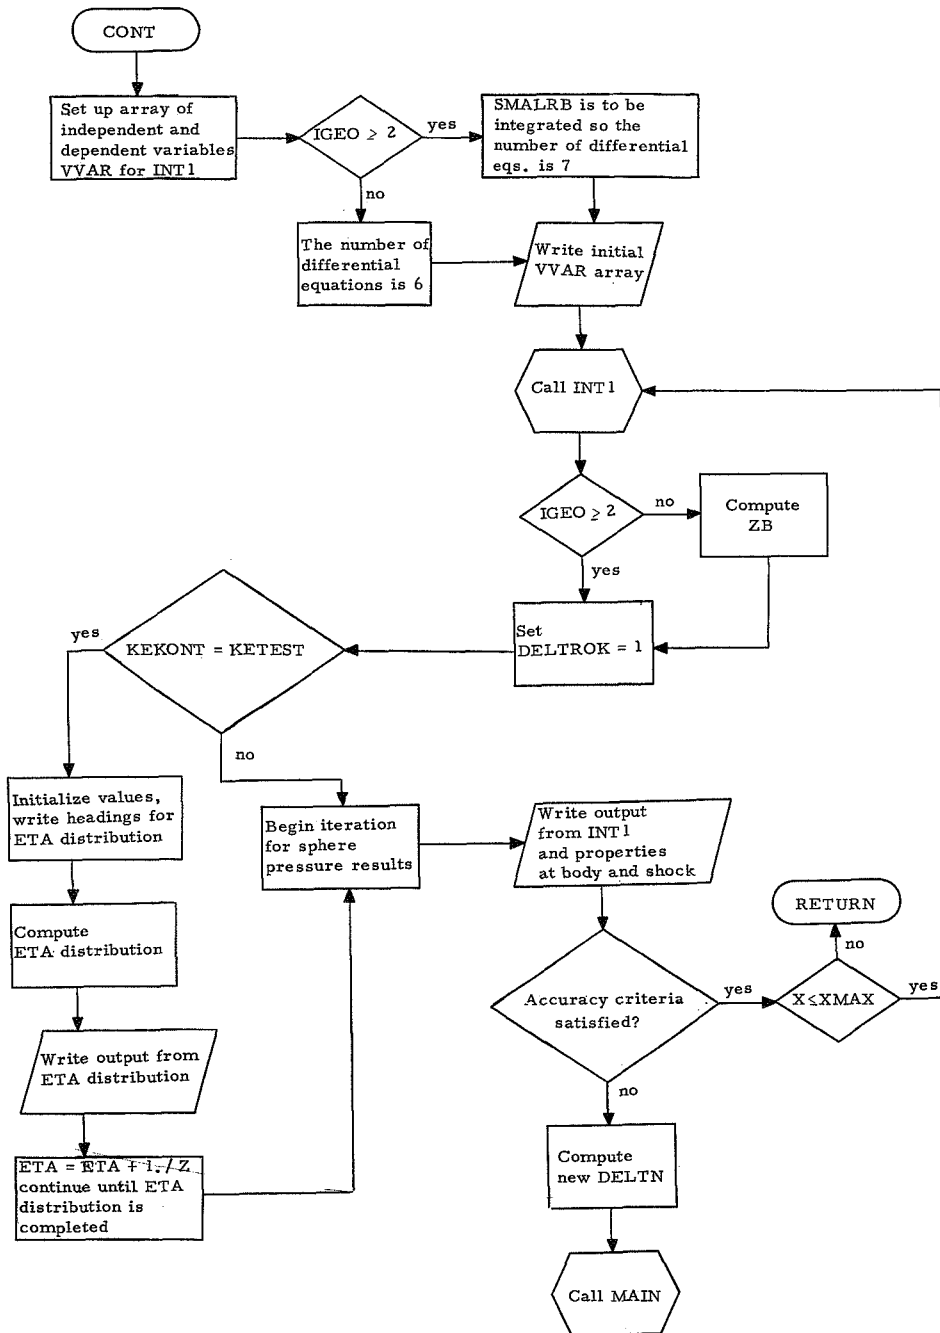 CONT
Set up array of
independent and
dependent variables
VVAR for INT1
IGEO ≥ 2
yes
SMALRB is to be
integrated so the
number of differential
eqs. is 7
no
The number of
differential
equations is 6
Write initial
VVAR array
Call INT1
IGEO ≥ 2
no
Compute
ZB
yes
Set
DELTROK = 1
KEKONT = KETEST
yes
no
Initialize values,
write headings for
ETA distribution
Begin iteration
for sphere
pressure results
Write output
from INT1
and properties
at body and shock
RETURN
Compute
ETA distribution
no
Accuracy criteria
satisfied?
yes
X≤XMAX
yes
Write output from
ETA distribution
no
ETA = ETA + 1./Z
continue until ETA
distribution is
completed
Compute
new DELTN
Call MAIN